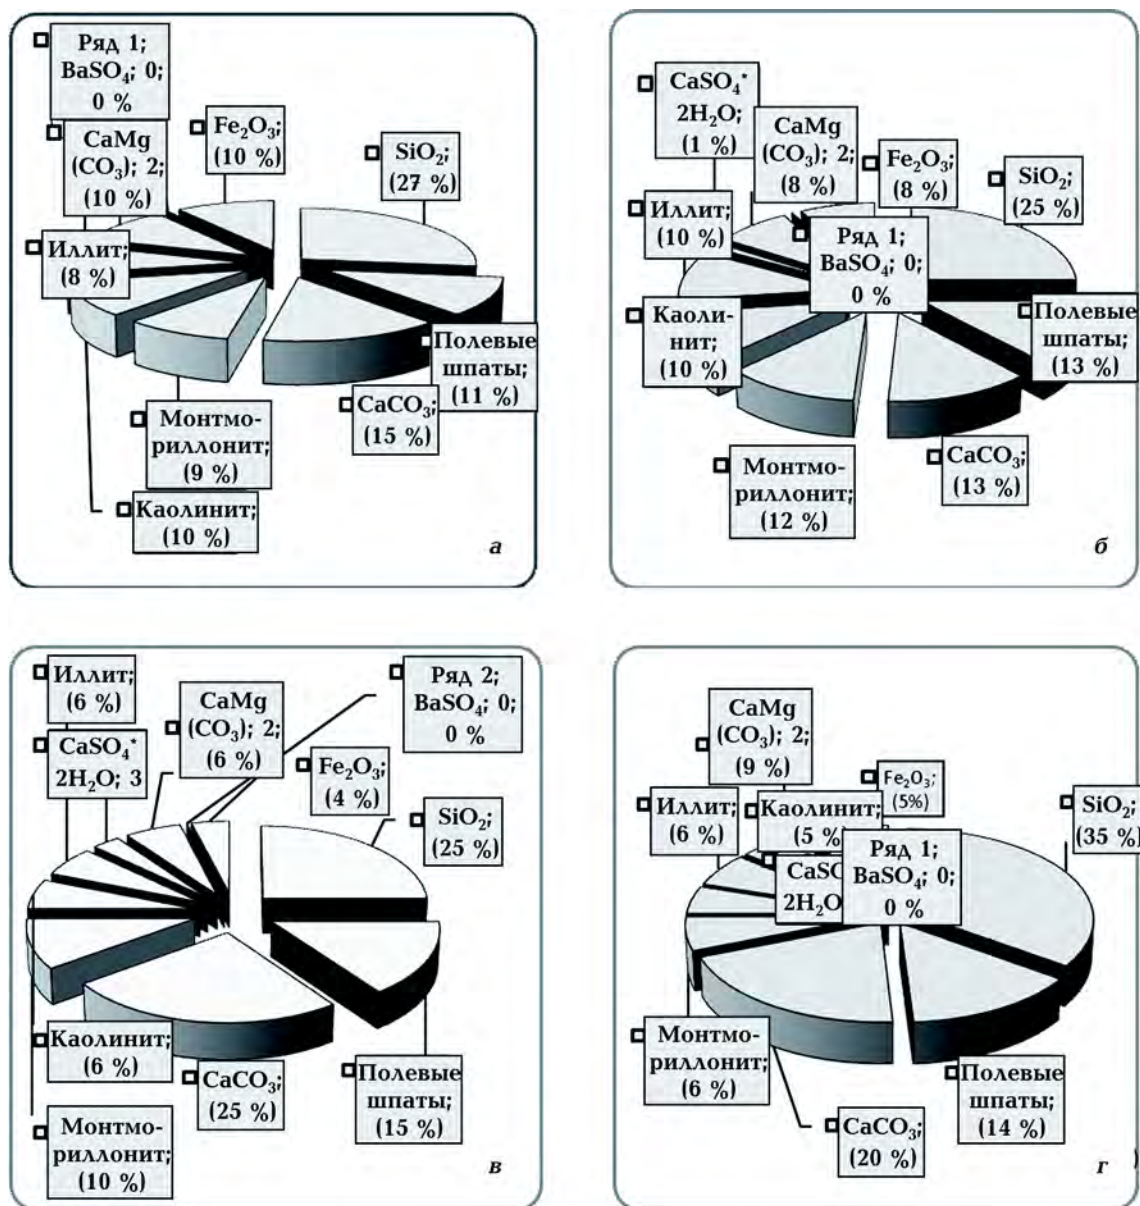 Ряд 1;
BaSO₄; 0;
0 %
CaMg
(CO₃); 2;
(10 %)
Fe₂O₃;
(10 %)
SiO₂;
(27 %)
Иллит;
(8 %)
Полевые
шпаты;
(11 %)
CaCO₃;
(15 %)
Монтмо-
риллонит;
(9 %)
Каолинит;
(10 %)
а
CaSO₄*
2H₂O;
(1 %)
CaMg
(CO₃); 2;
(8 %)
Fe₂O₃;
(8 %)
SiO₂;
(25 %)
Иллит;
(10 %)
Ряд 1;
BaSO₄; 0;
0 %
Каоли-
нит;
(10 %)
Полевые
шпаты;
(13 %)
Монтмо-
риллонит;
(12 %)
CaCO₃;
(13 %)
б
Иллит;
(6 %)
CaMg
(CO₃); 2;
(6 %)
Ряд 2;
BaSO₄; 0;
0 %
CaSO₄*
2H₂O; 3
Fe₂O₃;
(4 %)
SiO₂;
(25 %)
Каолинит;
(6 %)
CaCO₃;
(25 %)
Полевые
шпаты;
(15 %)
Монтмо-
риллонит;
(10 %)
в
CaMg
(CO₃); 2;
(9 %)
Fe₂O₃;
(5%)
SiO₂;
(35 %)
Иллит;
(6 %)
Каолинит;
(5 %)
Ряд 1;
BaSO₄; 0;
0 %
2H₂O
Монтмо-
риллонит;
(6 %)
Полевые
шпаты;
(14 %)
CaCO₃;
(20 %)
г
)